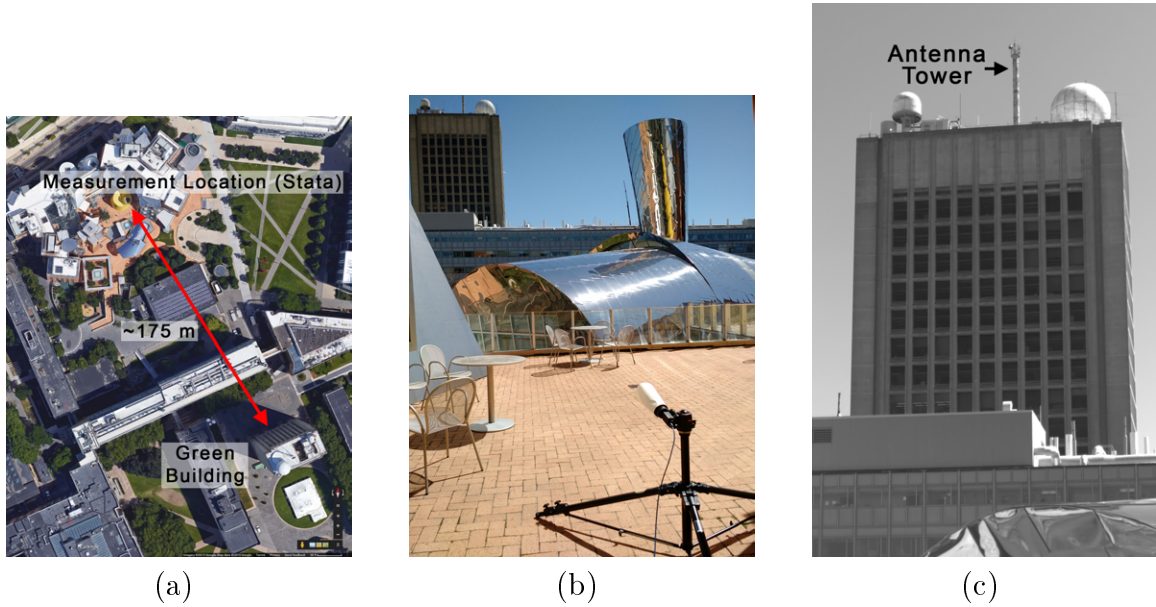 Measurement Location (Stata)
~175 m
Green
Building
Antenna
Tower
(a)
(b)
(c)